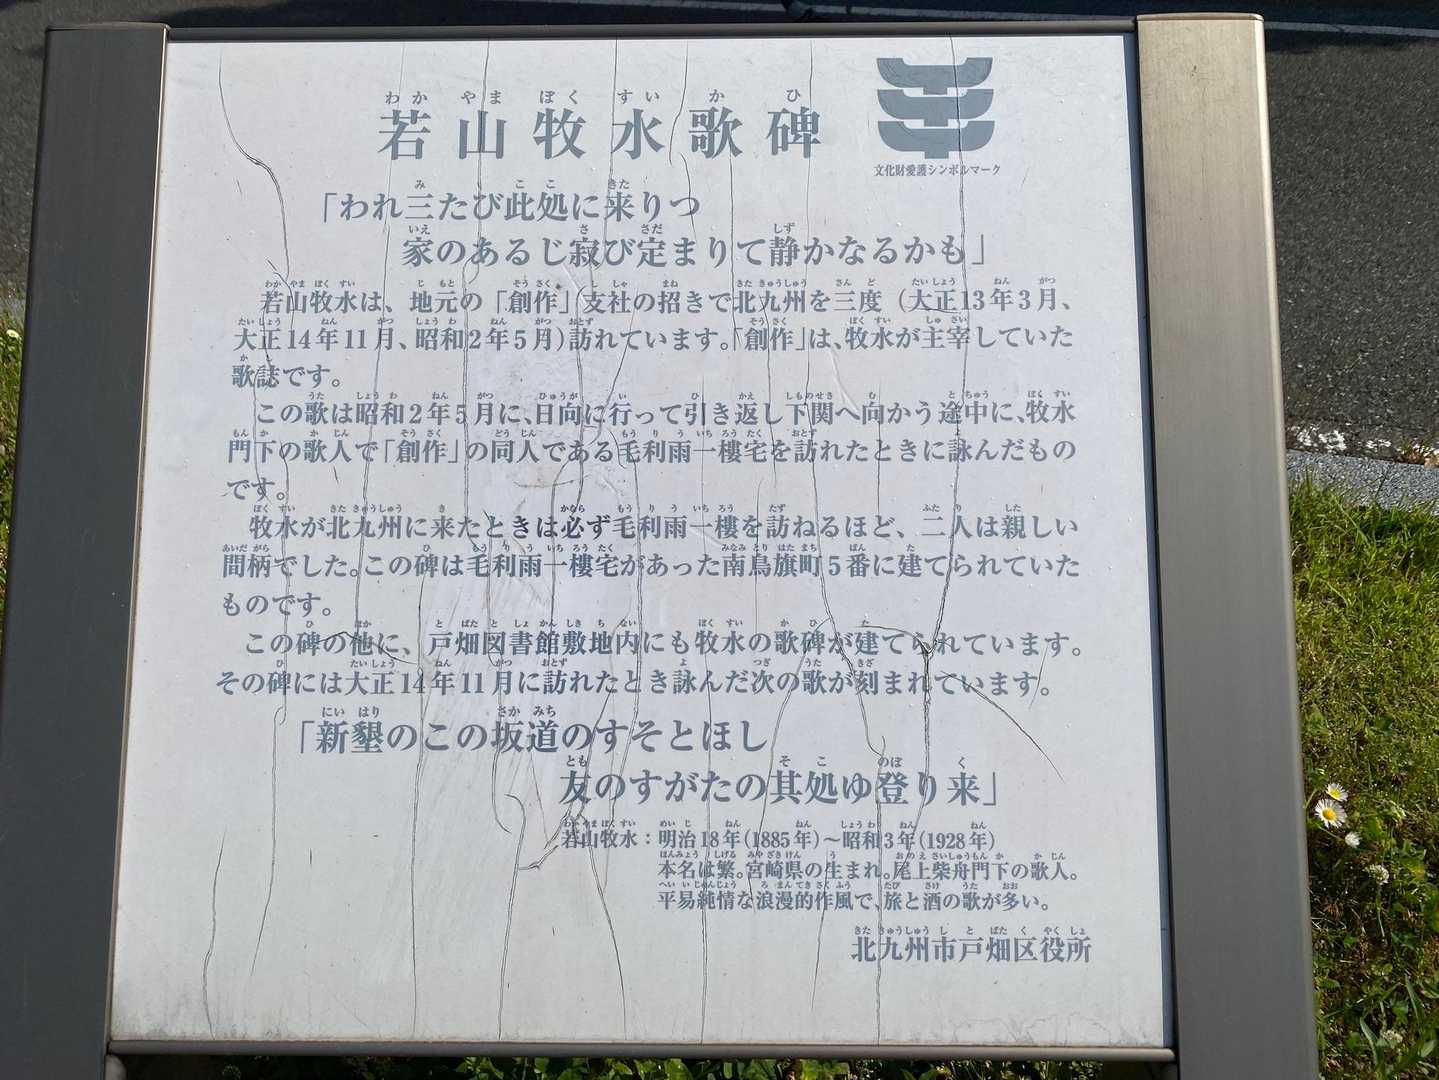 若山牧水歌碑
文化財愛護シンボルマーク
「われ三たび此処に来りつ
家のあるじ寂び定まりて静かなるかも」
若山牧水は、地元の「創作」支社の招きで北九州を三度（大正13年3月、
大正14年11月、昭和2年5月）訪れています。「創作」は、牧水が主宰していた
歌誌です。
この歌は昭和2年5月に、日向に行って引き返し下関へ向かう途中に、牧水
門下の歌人で「創作」の同人である毛利雨一樓宅を訪れたときに詠んだもの
です。
牧水が北九州に来たときは必ず毛利雨一樓を訪ねるほど、二人は親しい
間柄でした。この碑は毛利雨一樓宅があった南鳥旗町5番に建てられていた
ものです。
この碑の他に、戸畑図書館敷地内にも牧水の歌碑が建てられています。
その碑には大正14年11月に訪れたとき詠んだ次の歌が刻まれています。
「新墾のこの坂道のすそとほし
友のすがたの其処ゆ登り来」
若山牧水：明治18年(1885年)～昭和3年(1928年)
本名は繁。宮崎県の生まれ。尾上柴舟門下の歌人。
平易純情な浪漫的作風で、旅と酒の歌が多い。
北九州市戸畑区役所